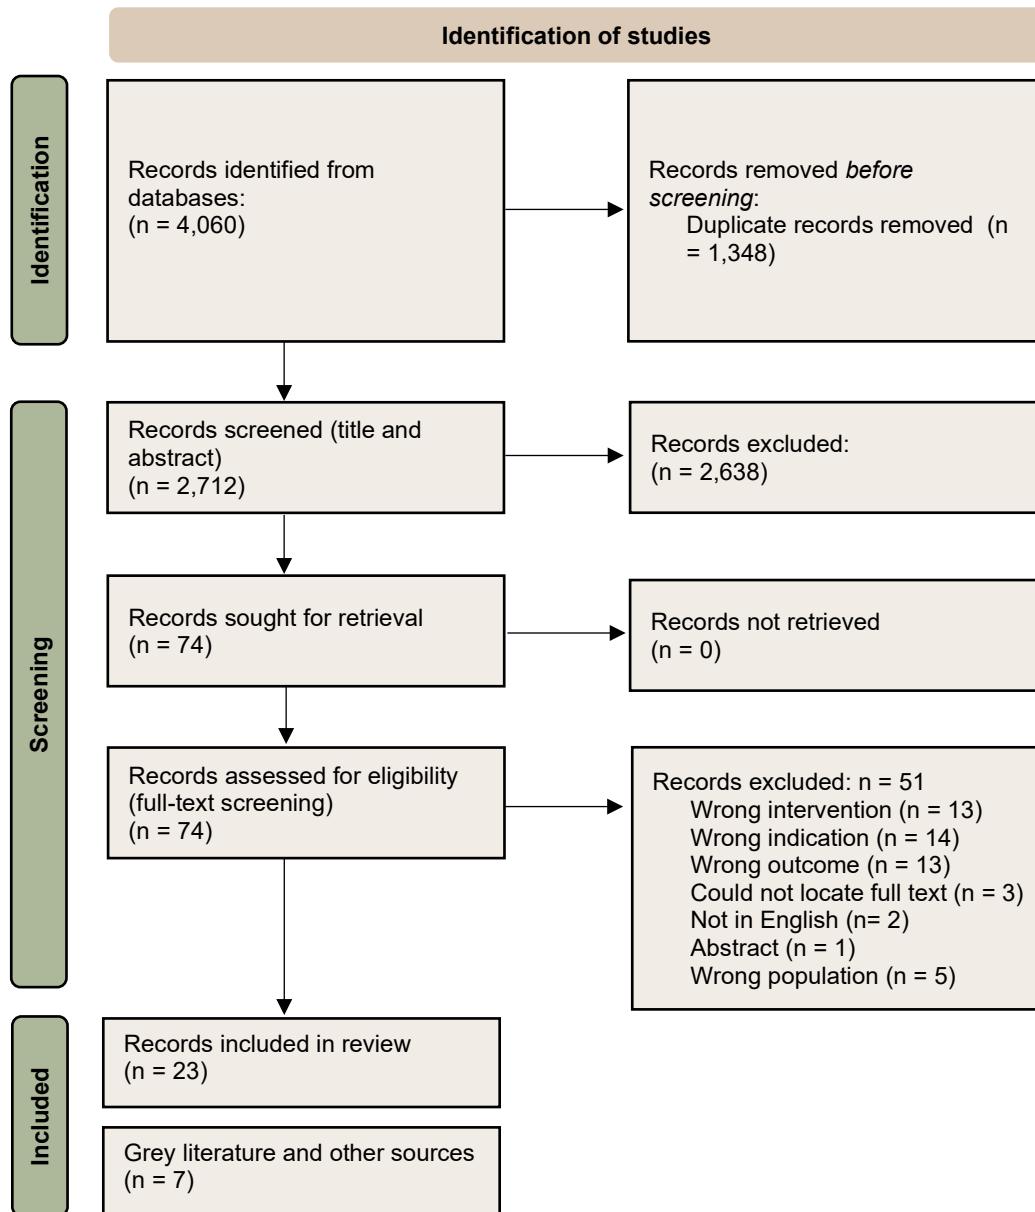 Identification of studies
Identification
Records identified from
databases:
(n = 4,060)
Records removed before
screening:
Duplicate records removed (n
= 1,348)
Screening
Records screened (title and
abstract)
(n = 2,712)
Records excluded:
(n = 2,638)
Records sought for retrieval
(n = 74)
Records not retrieved
(n = 0)
Records assessed for eligibility
(full-text screening)
(n = 74)
Records excluded: n = 51
Wrong intervention (n = 13)
Wrong indication (n = 14)
Wrong outcome (n = 13)
Could not locate full text (n = 3)
Not in English (n= 2)
Abstract (n = 1)
Wrong population (n = 5)
Included
Records included in review
(n = 23)
Grey literature and other sources
(n = 7)